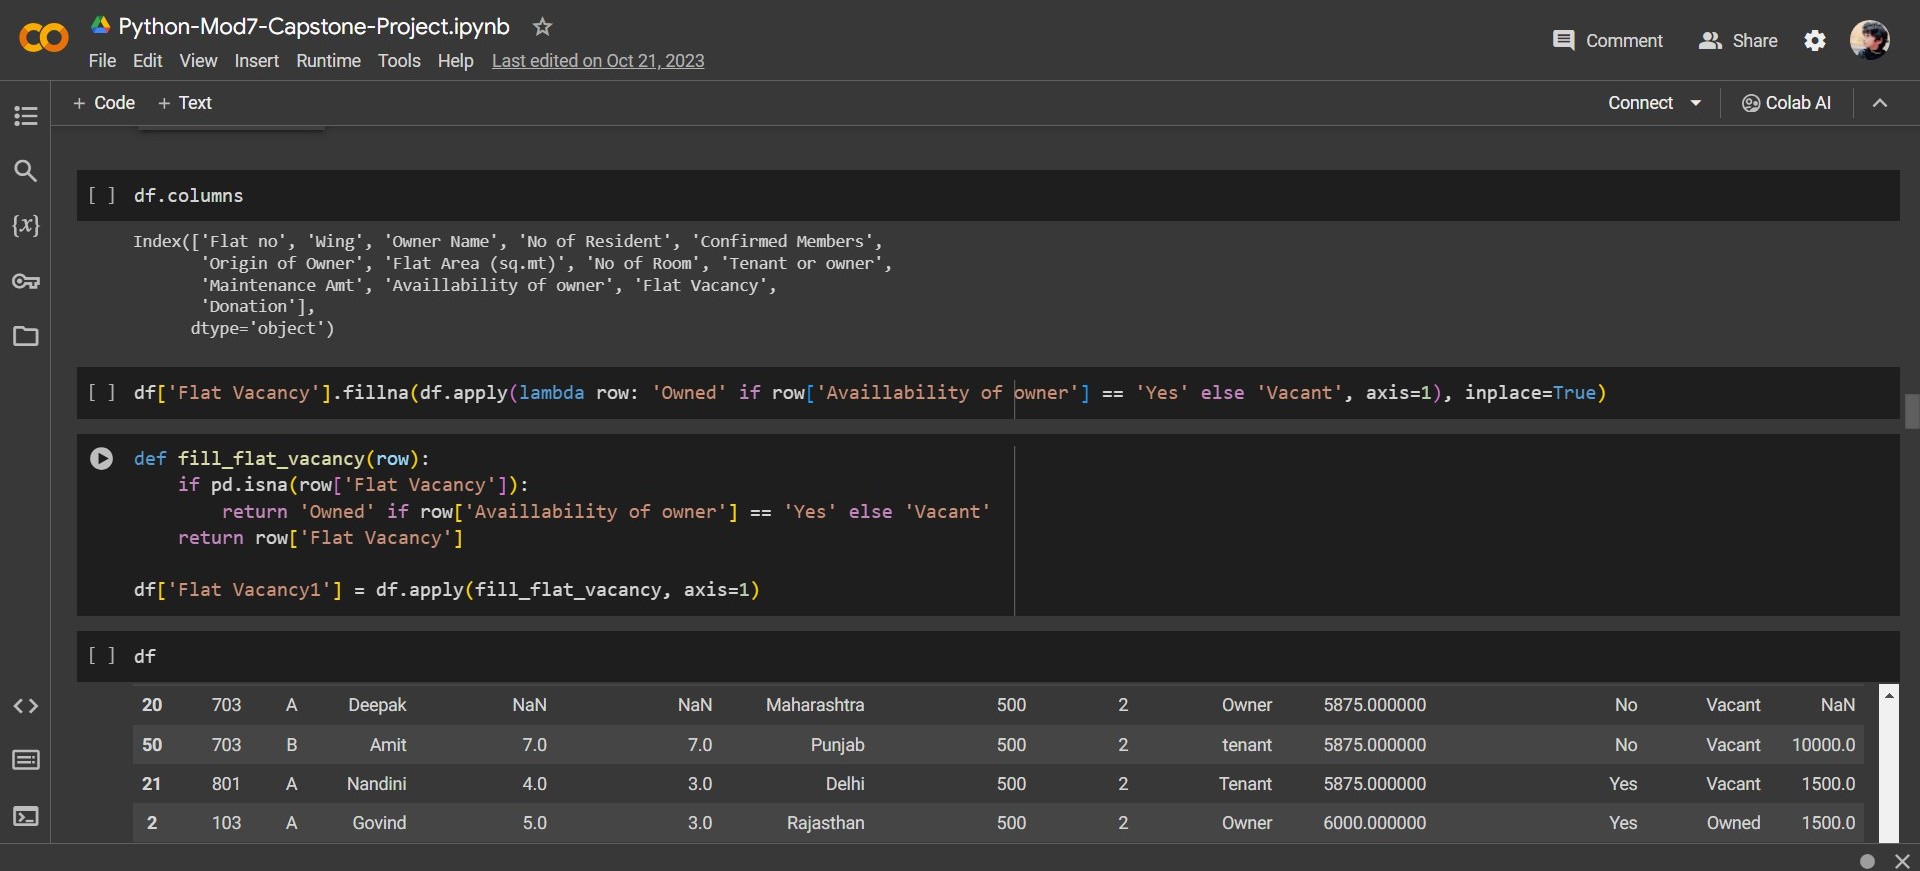 Python-Mod7-Capstone-Project.ipynb
File Edit View Insert Runtime Tools Help Last edited on Oct 21, 2023
Comment Share
+ Code + Text
Connect Colab AI
[ ] df.columns
Index(['Flat no', 'Wing', 'Owner Name', 'No of Resident', 'Confirmed Members',
'Origin of Owner', 'Flat Area (sq.mt)', 'No of Room', 'Tenant or owner',
'Maintenance Amt', 'Availlability of owner', 'Flat Vacancy',
'Donation'],
dtype='object')
[ ] df['Flat Vacancy'].fillna(df.apply(lambda row: 'Owned' if row['Availlability of owner'] == 'Yes' else 'Vacant', axis=1), inplace=True)
def fill_flat_vacancy(row):
if pd.isna(row['Flat Vacancy']):
return 'Owned' if row['Availlability of owner'] == 'Yes' else 'Vacant'
return row['Flat Vacancy']
df['Flat Vacancy1'] = df.apply(fill_flat_vacancy, axis=1)
[ ] df
20 703 A Deepak NaN NaN Maharashtra 500 2 Owner 5875.000000 No Vacant NaN
50 703 B Amit 7.0 7.0 Punjab 500 2 tenant 5875.000000 No Vacant 10000.0
21 801 A Nandini 4.0 3.0 Delhi 500 2 Tenant 5875.000000 Yes Vacant 1500.0
2 103 A Govind 5.0 3.0 Rajasthan 500 2 Owner 6000.000000 Yes Owned 1500.0